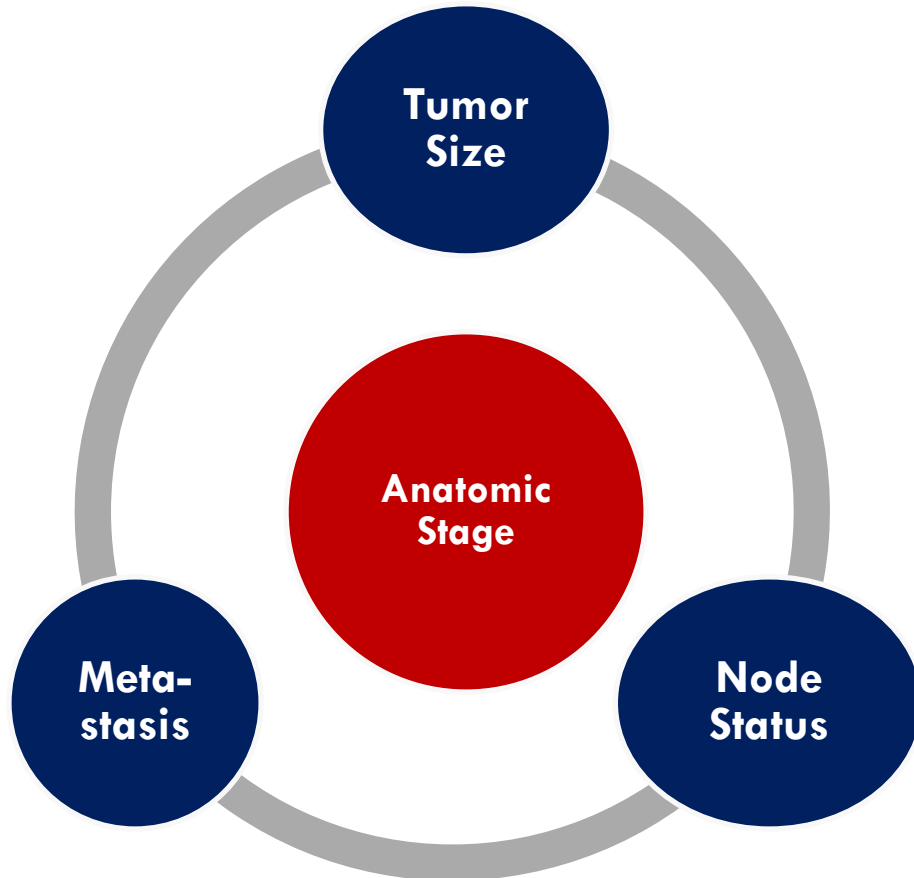 Tumor
Size
Anatomic
Stage
Meta-
stasis
Node
Status